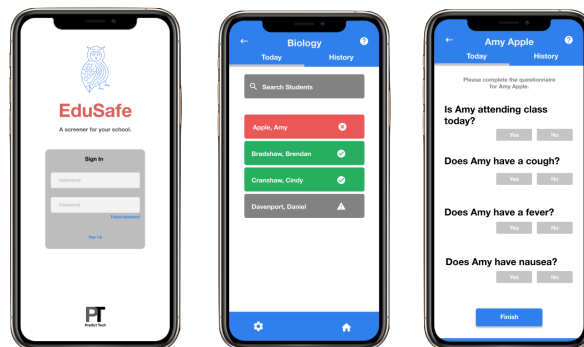 EduSafe
A screener for your school.
Sign In
Username
Password
Forgot password
Sign Up
PT
Predict Tech
Biology
?
Today History
Search Students
Apple, Amy
Bradshaw, Brendan
Cranshaw, Cindy
Davenport, Daniel
Amy Apple
?
Today History
Please complete the questionnaire
for Amy Apple.
Is Amy attending class
today?
Yes No
Does Amy have a cough?
Yes No
Does Amy have a fever?
Yes No
Does Amy have nausea?
Yes No
Finish